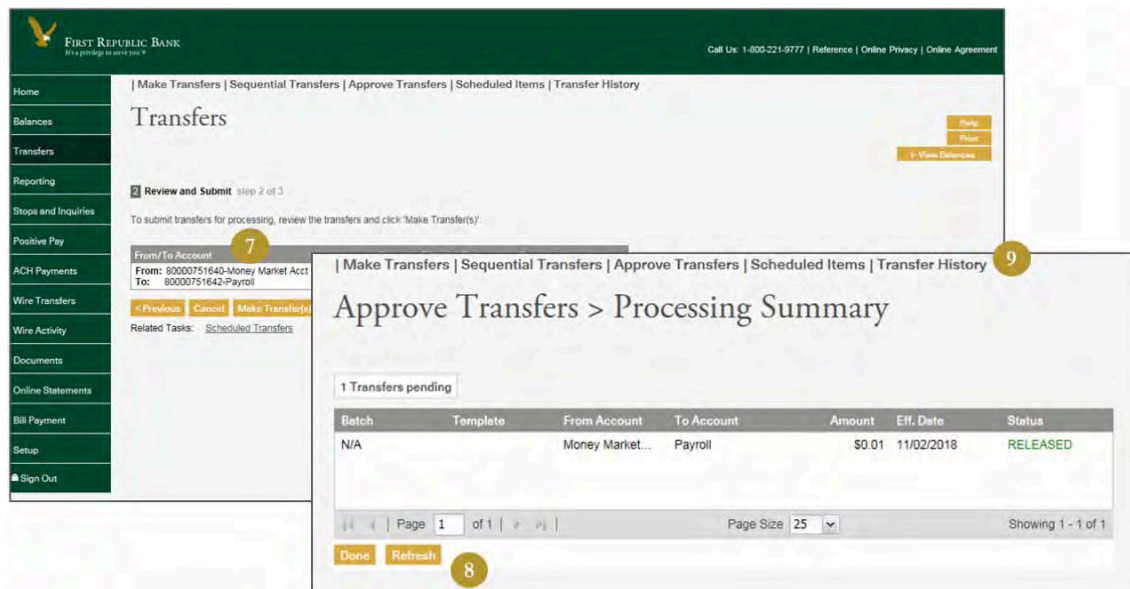 FIRST REPUBLIC BANK
It's a privilege to serve you®
Call Us: 1-800-221-9777 | Reference | Online Privacy | Online Agreement
Home
Balances
Transfers
Reporting
Stops and Inquiries
Positive Pay
ACH Payments
Wire Transfers
Wire Activity
Documents
Online Statements
Bill Payment
Setup
Sign Out
| Make Transfers | Sequential Transfers | Approve Transfers | Scheduled Items | Transfer History
Transfers
Help
Print
View Balances
2 Review and Submit step 2 of 3
To submit transfers for processing, review the transfers and click 'Make Transfer(s)'.
7
From/To Account
From: 80000751640-Money Market Acct
To: 80000751642-Payroll
< Previous Cancel Make Transfer(s)
Related Tasks: Scheduled Transfers
| Make Transfers | Sequential Transfers | Approve Transfers | Scheduled Items | Transfer History
9
Approve Transfers > Processing Summary
1 Transfers pending
Batch Template From Account To Account Amount Eff. Date Status
N/A Money Market... Payroll $0.01 11/02/2018 RELEASED
Page 1 of 1 Page Size 25 Showing 1 - 1 of 1
Done Refresh
8